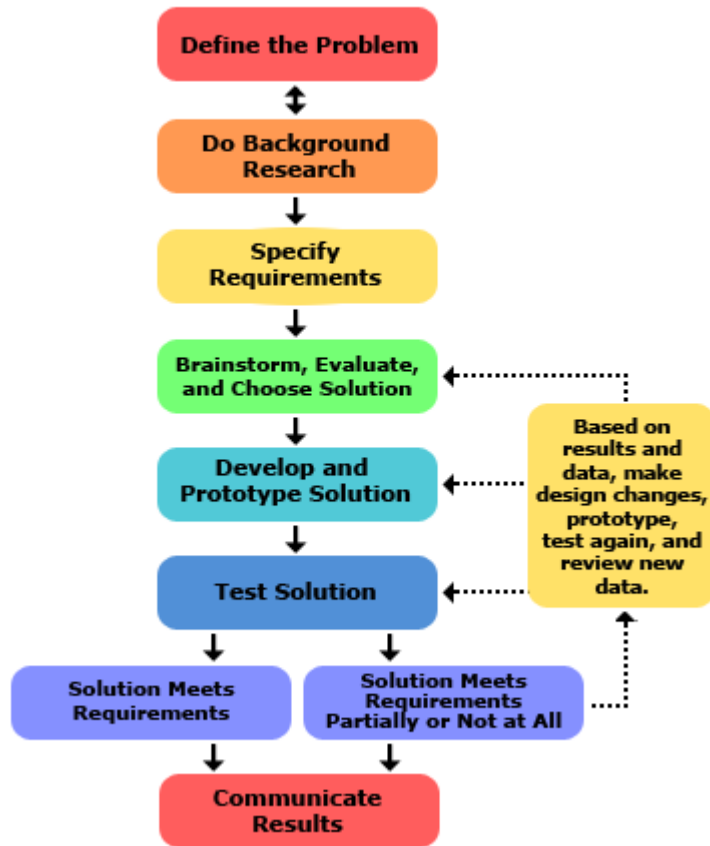 Define the Problem
Do Background
Research
Specify
Requirements
Brainstorm, Evaluate,
and Choose Solution
Based on
results and
data, make
design changes,
prototype,
test again, and
review new
data.
Develop and
Prototype Solution
Test Solution
Solution Meets
Requirements
Solution Meets
Requirements
Partially or Not at All
Communicate
Results